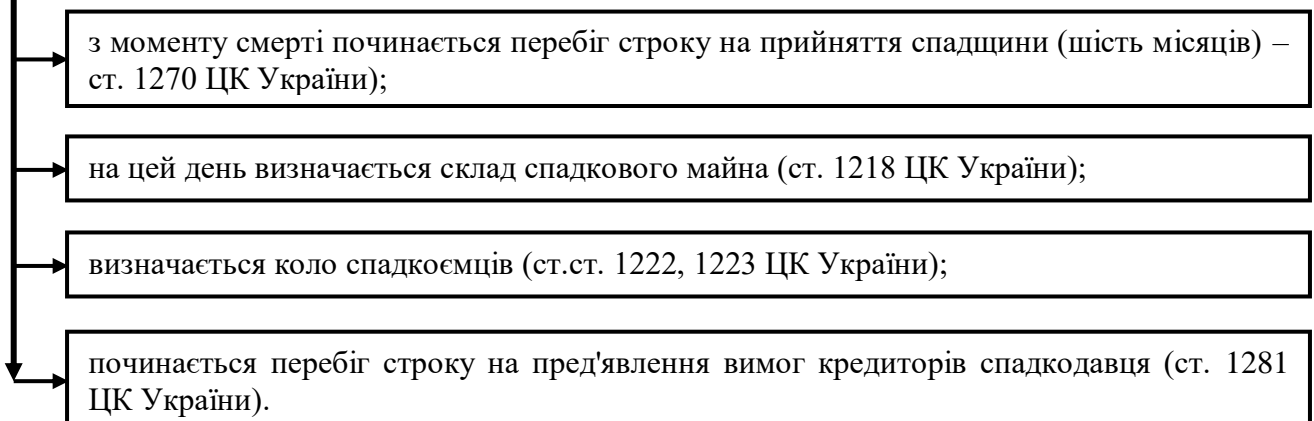 з моменту смерті починається перебіг строку на прийняття спадщини (шість місяців) –
ст. 1270 ЦК України);
на цей день визначається склад спадкового майна (ст. 1218 ЦК України);
визначається коло спадкоємців (ст.ст. 1222, 1223 ЦК України);
починається перебіг строку на пред'явлення вимог кредиторів спадкодавця (ст. 1281
ЦК України).